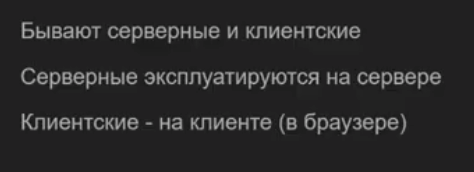 Бывают серверные и клиентские
Серверные эксплуатируются на сервере
Клиентские - на клиенте (в браузере)